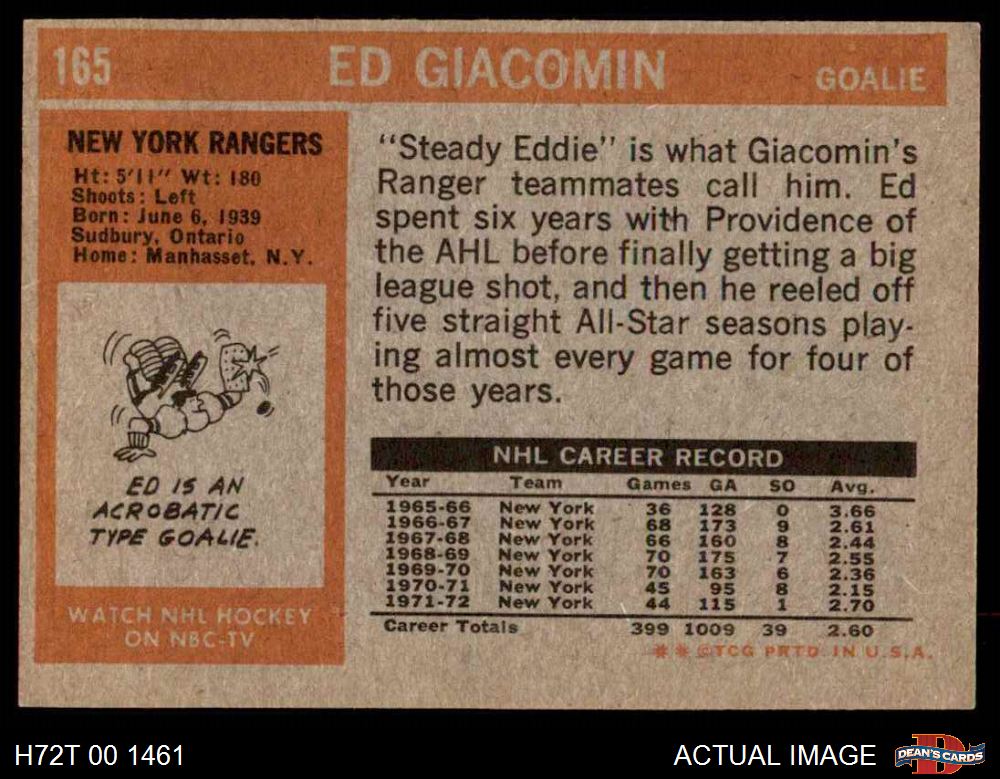 165 ED GIACOMIN GOALIE
NEW YORK RANGERS
Ht: 5'11" Wt: 180
Shoots: Left
Born: June 6, 1939
Sudbury, Ontario
Home: Manhasset, N.Y.
ED IS AN
ACROBATIC
TYPE GOALIE.
WATCH NHL HOCKEY
ON NBC-TV
"Steady Eddie" is what Giacomin's
Ranger teammates call him. Ed
spent six years with Providence of
the AHL before finally getting a big
league shot, and then he reeled off
five straight All-Star seasons play-
ing almost every game for four of
those years.
NHL CAREER RECORD
Year Team Games GA SO Avg.
1965-66 New York 36 128 0 3.66
1966-67 New York 68 173 9 2.61
1967-68 New York 66 160 8 2.44
1968-69 New York 70 175 7 2.55
1969-70 New York 70 163 6 2.36
1970-71 New York 45 95 8 2.15
1971-72 New York 44 115 1 2.70
Career Totals 399 1009 39 2.60
* * ©TCG PRTD. IN U.S.A.
H72T 00 1461
ACTUAL IMAGE
DEAN'S CARDS